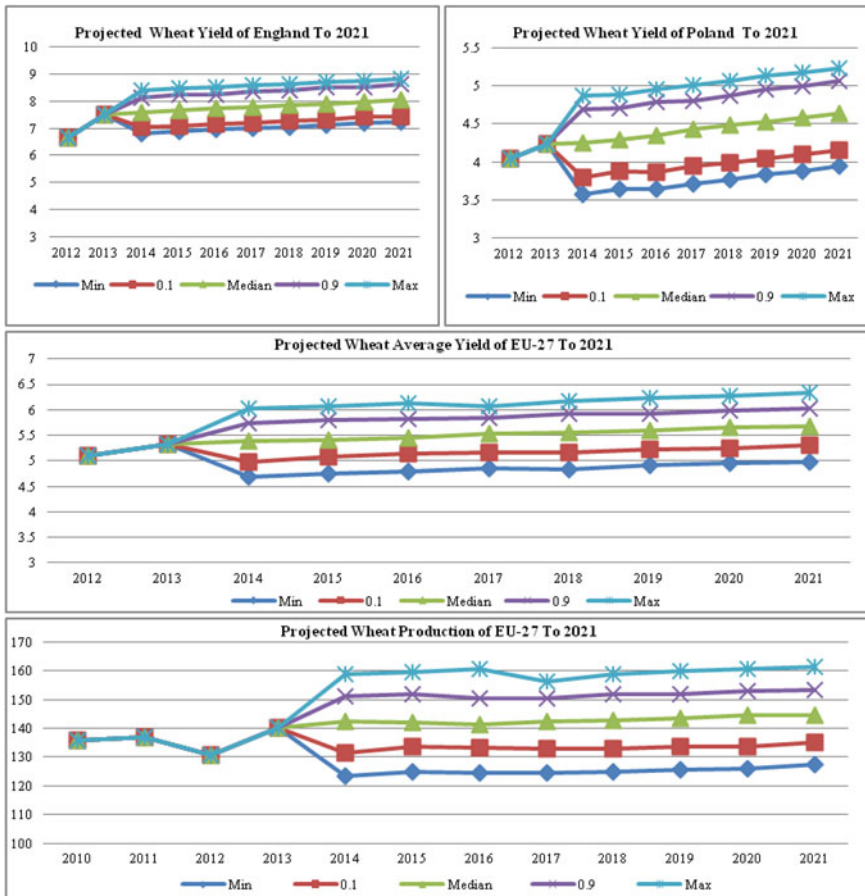 Projected Wheat Yield of England To 2021
10
9
8
7
6
5
4
3
2012 2013 2014 2015 2016 2017 2018 2019 2020 2021
Min 0.1 Median 0.9 Max
Projected Wheat Yield of Poland To 2021
5.5
5
4.5
4
3.5
3
2012 2013 2014 2015 2016 2017 2018 2019 2020 2021
Min 0.1 Median 0.9 Max
Projected Wheat Average Yield of EU-27 To 2021
7
6.5
6
5.5
5
4.5
4
3.5
3
2012 2013 2014 2015 2016 2017 2018 2019 2020 2021
Min 0.1 Median 0.9 Max
Projected Wheat Production of EU-27 To 2021
170
160
150
140
130
120
110
100
2010 2011 2012 2013 2014 2015 2016 2017 2018 2019 2020 2021
Min 0.1 Median 0.9 Max